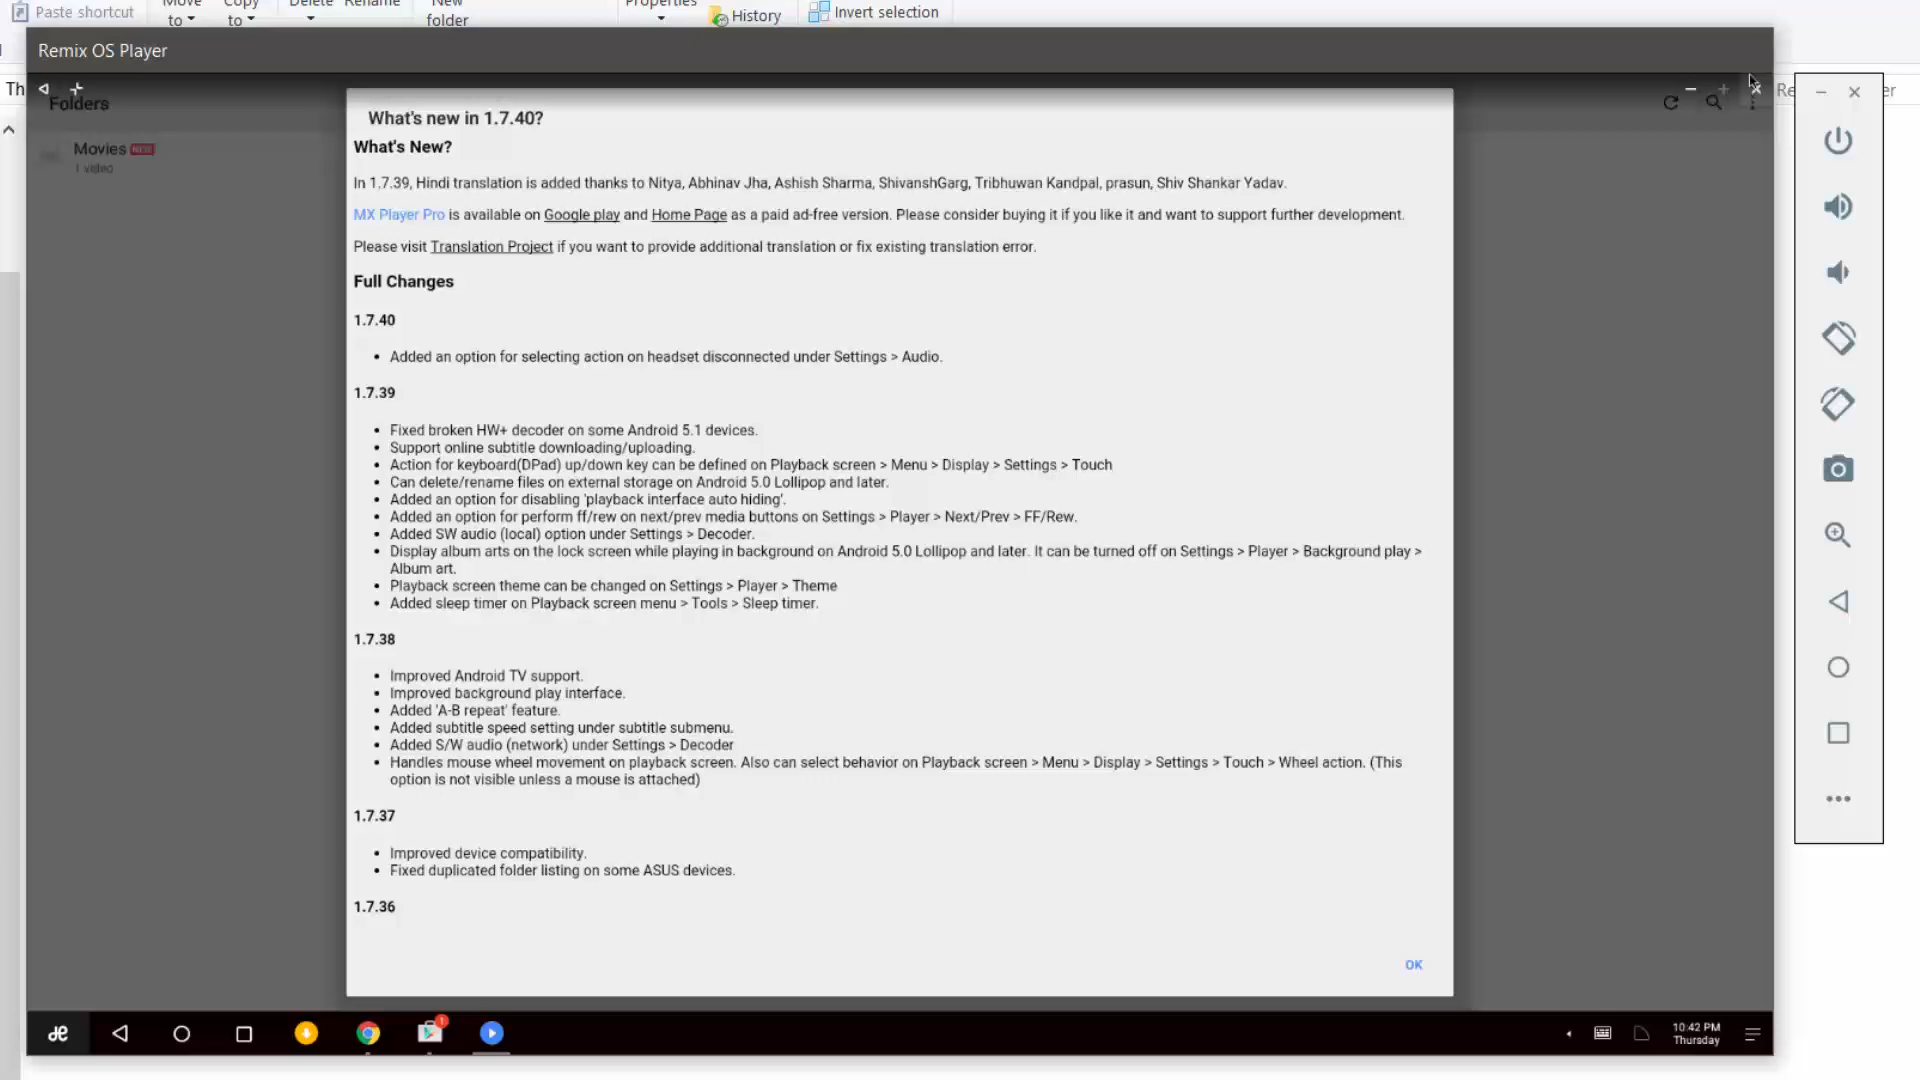 Paste shortcut
Move
to
Copy
to
Delete
Rename
New
folder
Properties
History
Invert selection
Remix OS Player
Th
Folders
Movies NEW
1 video
Re
er
What's new in 1.7.40?
What's New?
In 1.7.39, Hindi translation is added thanks to Nitya, Abhinav Jha, Ashish Sharma, ShivanshGarg, Tribhuwan Kandpal, prasun, Shiv Shankar Yadav.
MX Player Pro is available on Google play and Home Page as a paid ad-free version. Please consider buying it if you like it and want to support further development.
Please visit Translation Project if you want to provide additional translation or fix existing translation error.
Full Changes
1.7.40
• Added an option for selecting action on headset disconnected under Settings > Audio.
1.7.39
• Fixed broken HW+ decoder on some Android 5.1 devices.
• Support online subtitle downloading/uploading.
• Action for keyboard(DPad) up/down key can be defined on Playback screen > Menu > Display > Settings > Touch
• Can delete/rename files on external storage on Android 5.0 Lollipop and later.
• Added an option for disabling 'playback interface auto hiding'.
• Added an option for perform ff/rew on next/prev media buttons on Settings > Player > Next/Prev > FF/Rew.
• Added SW audio (local) option under Settings > Decoder.
• Display album arts on the lock screen while playing in background on Android 5.0 Lollipop and later. It can be turned off on Settings > Player > Background play >
Album art.
• Playback screen theme can be changed on Settings > Player > Theme
• Added sleep timer on Playback screen menu > Tools > Sleep timer.
1.7.38
• Improved Android TV support.
• Improved background play interface.
• Added 'A-B repeat' feature.
• Added subtitle speed setting under subtitle submenu.
• Added S/W audio (network) under Settings > Decoder
• Handles mouse wheel movement on playback screen. Also can select behavior on Playback screen > Menu > Display > Settings > Touch > Wheel action. (This
option is not visible unless a mouse is attached)
1.7.37
• Improved device compatibility.
• Fixed duplicated folder listing on some ASUS devices.
1.7.36
OK
1
10:42 PM
Thursday